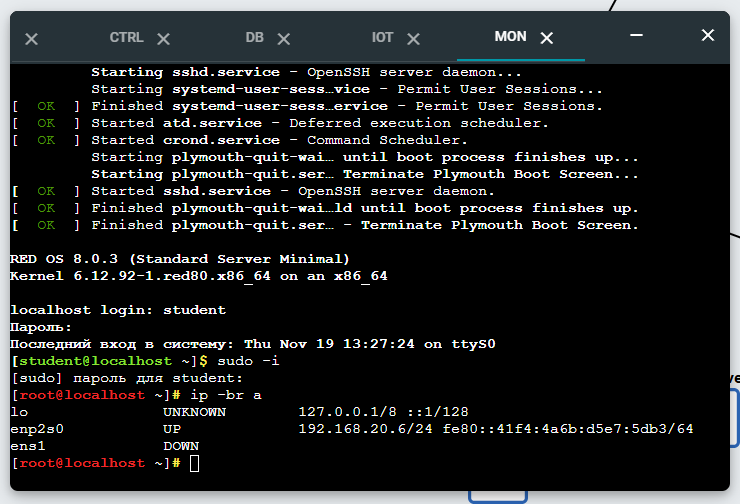 CTRL DB IOT MON
Starting sshd.service - OpenSSH server daemon...
Starting systemd-user-sess…vice - Permit User Sessions...
[  OK  ] Finished systemd-user-sess…ervice - Permit User Sessions.
[  OK  ] Started atd.service - Deferred execution scheduler.
[  OK  ] Started crond.service - Command Scheduler.
Starting plymouth-quit-wai… until boot process finishes up...
Starting plymouth-quit.ser… Terminate Plymouth Boot Screen...
[  OK  ] Started sshd.service - OpenSSH server daemon.
[  OK  ] Finished plymouth-quit-wai…ld until boot process finishes up.
[  OK  ] Finished plymouth-quit.ser… - Terminate Plymouth Boot Screen.
RED OS 8.0.3 (Standard Server Minimal)
Kernel 6.12.92-1.red80.x86_64 on an x86_64
localhost login: student
Пароль:
Последний вход в систему: Thu Nov 19 13:27:24 on ttyS0
[student@localhost ~]$ sudo -i
[sudo] пароль для student:
[root@localhost ~]# ip -br a
lo UNKNOWN 127.0.0.1/8 ::1/128
enp2s0 UP 192.168.20.6/24 fe80::41f4:4a6b:d5e7:5db3/64
ens1 DOWN
[root@localhost ~]#